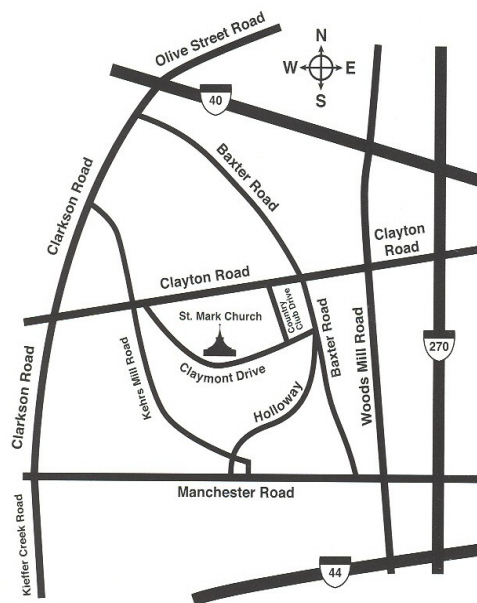 Olive Street Road
N
W E
S
40
Baxter Road
Clarkson Road
Clayton
Road
Clayton Road
St. Mark Church
Country
Club Drive
Baxter Road
Woods Mill Road
270
Claymont Drive
Kehrs Mill Road
Holloway
Clarkson Road
Manchester Road
Kieffer Creek Road
44